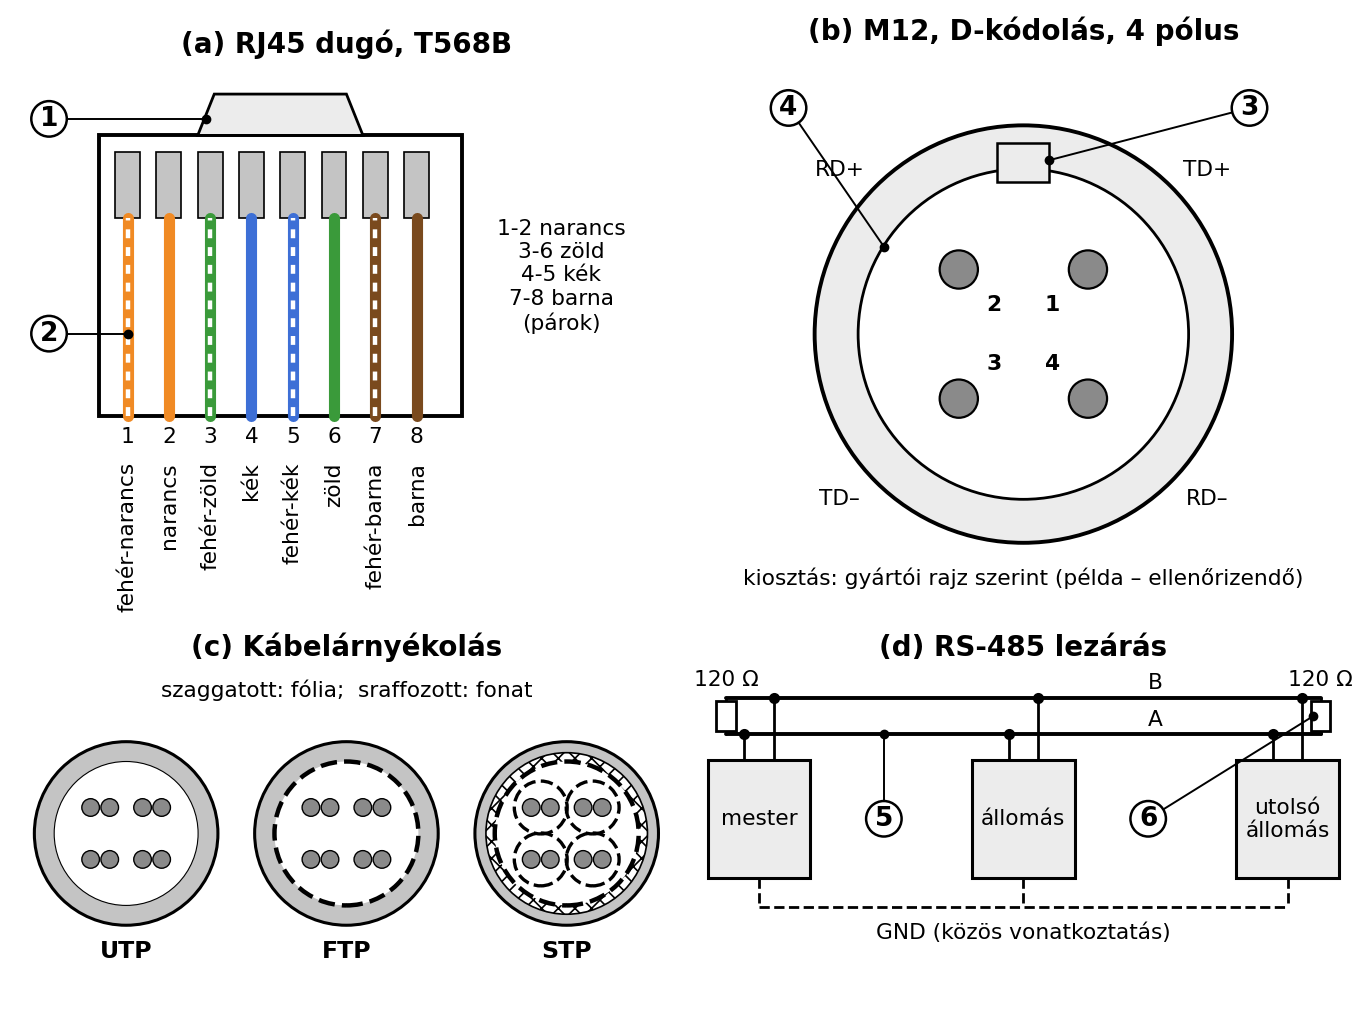 (a) RJ45 dugó, T568B
1
2
1-2 narancs
3-6 zöld
4-5 kék
7-8 barna
(párok)
1 2 3 4 5 6 7 8
fehér-narancs
narancs
fehér-zöld
kék
fehér-kék
zöld
fehér-barna
barna
(b) M12, D-kódolás, 4 pólus
4
3
RD+
TD+
2 1
3 4
TD–
RD–
kiosztás: gyártói rajz szerint (példa – ellenőrizendő)
(c) Kábelárnyékolás
szaggatott: fólia; sraffozott: fonat
UTP
FTP
STP
(d) RS-485 lezárás
120 Ω
B
120 Ω
A
mester
5
állomás
6
utolsó
állomás
GND (közös vonatkoztatás)